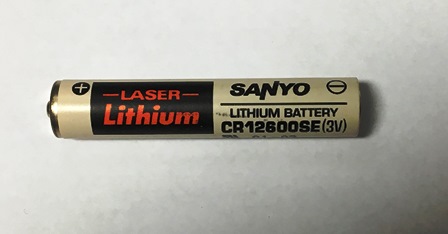 LASER
Lithium
SANYO
LITHIUM BATTERY
CR12600SE(3V)